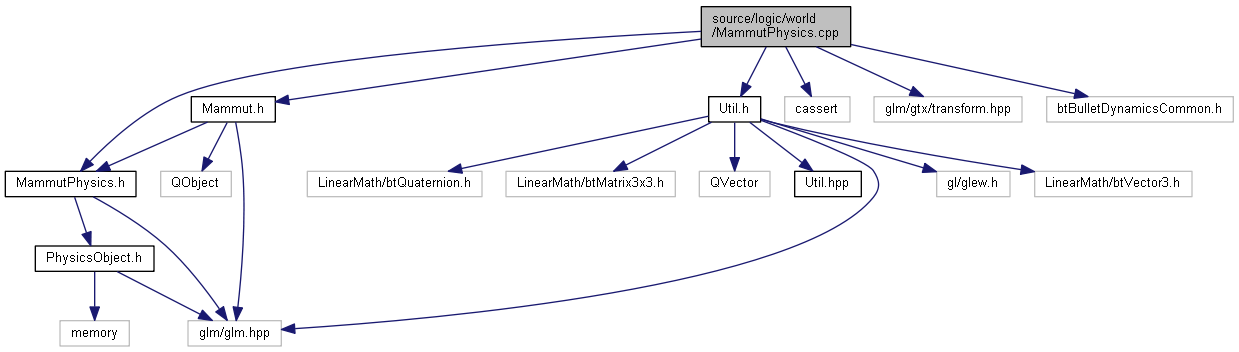 source/logic/world
/MammutPhysics.cpp
Mammut.h
Util.h
cassert
glm/gtx/transform.hpp
btBulletDynamicsCommon.h
MammutPhysics.h
QObject
LinearMath/btQuaternion.h
LinearMath/btMatrix3x3.h
QVector
Util.hpp
gl/glew.h
LinearMath/btVector3.h
PhysicsObject.h
memory
glm/glm.hpp